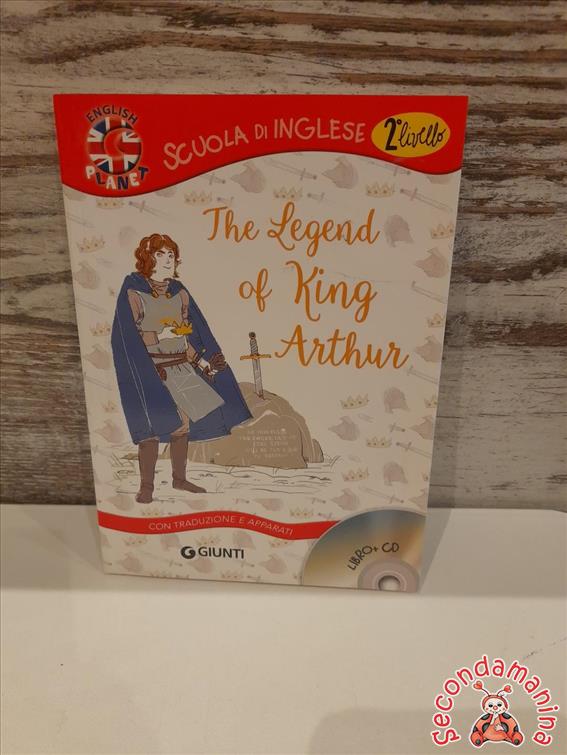 ENGLISH
PLANET
SCUOLA DI INGLESE
2° livello
The Legend
of King
Arthur
CON TRADUZIONE E APPARATI
GIUNTI
LIBRO + CD
Secondamanina